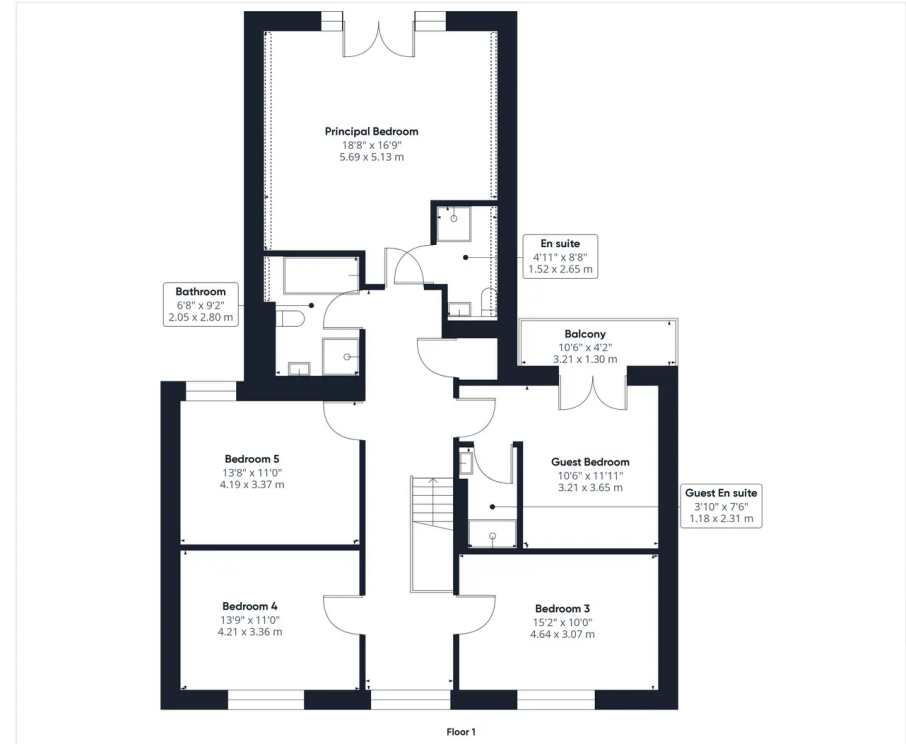 Principal Bedroom
18'8" x 16'9"
5.69 x 5.13 m
En suite
4'11" x 8'8"
1.52 x 2.65 m
Bathroom
6'8" x 9'2"
2.05 x 2.80 m
Balcony
10'6" x 4'2"
3.21 x 1.30 m
Bedroom 5
13'8" x 11'0"
4.19 x 3.37 m
Guest Bedroom
10'6" x 11'11"
3.21 x 3.65 m
Guest En suite
3'10" x 7'6"
1.18 x 2.31 m
Bedroom 4
13'9" x 11'0"
4.21 x 3.36 m
Bedroom 3
15'2" x 10'0"
4.64 x 3.07 m
Floor 1